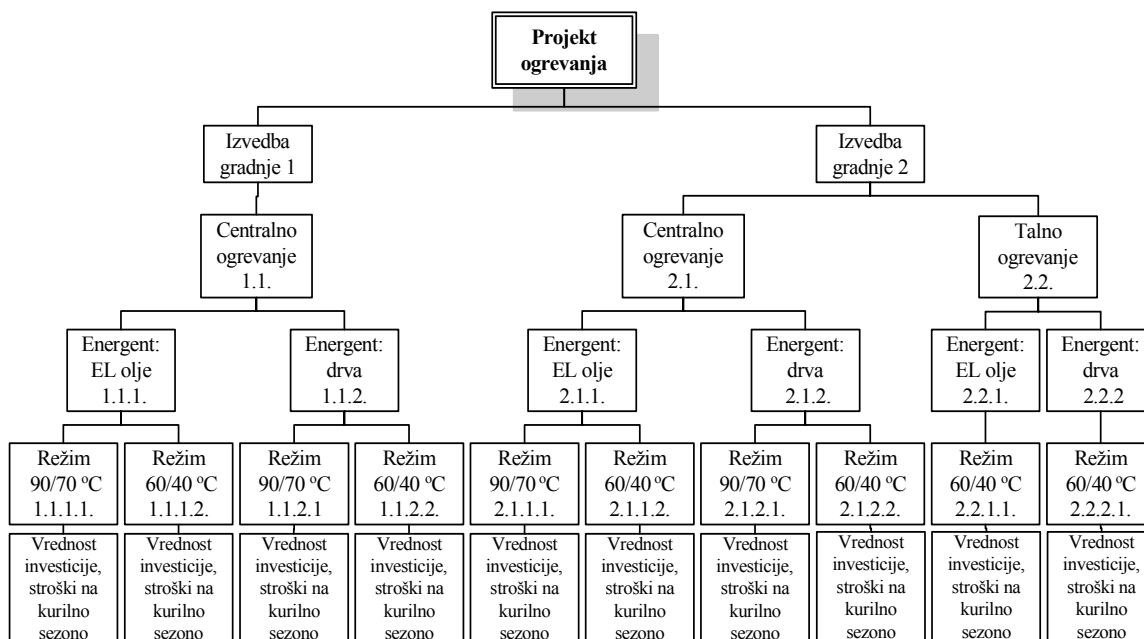 Projekt
ogrevanja
Izvedba
gradnje 1
Izvedba
gradnje 2
Centralno
ogrevanje
1.1.
Centralno
ogrevanje
2.1.
Talno
ogrevanje
2.2.
Energent:
EL olje
1.1.1.
Energent:
drva
1.1.2.
Energent:
EL olje
2.1.1.
Energent:
drva
2.1.2.
Energent:
EL olje
2.2.1.
Energent:
drva
2.2.2
Režim
90/70 ºC
1.1.1.1.
Režim
60/40 ºC
1.1.1.2.
Režim
90/70 ºC
1.1.2.1
Režim
60/40 ºC
1.1.2.2.
Režim
90/70 ºC
2.1.1.1.
Režim
60/40 ºC
2.1.1.2.
Režim
90/70 ºC
2.1.2.1.
Režim
60/40 ºC
2.1.2.2.
Režim
60/40 ºC
2.2.1.1.
Režim
60/40 ºC
2.2.2.1.
Vrednost
investicije,
stroški na
kurilno
sezono
Vrednost
investicije,
stroški na
kurilno
sezono
Vrednost
investicije,
stroški na
kurilno
sezono
Vrednost
investicije,
stroški na
kurilno
sezono
Vrednost
investicije,
stroški na
kurilno
sezono
Vrednost
investicije,
stroški na
kurilno
sezono
Vrednost
investicije,
stroški na
kurilno
sezono
Vrednost
investicije,
stroški na
kurilno
sezono
Vrednost
investicije,
stroški na
kurilno
sezono
Vrednost
investicije,
stroški na
kurilno
sezono